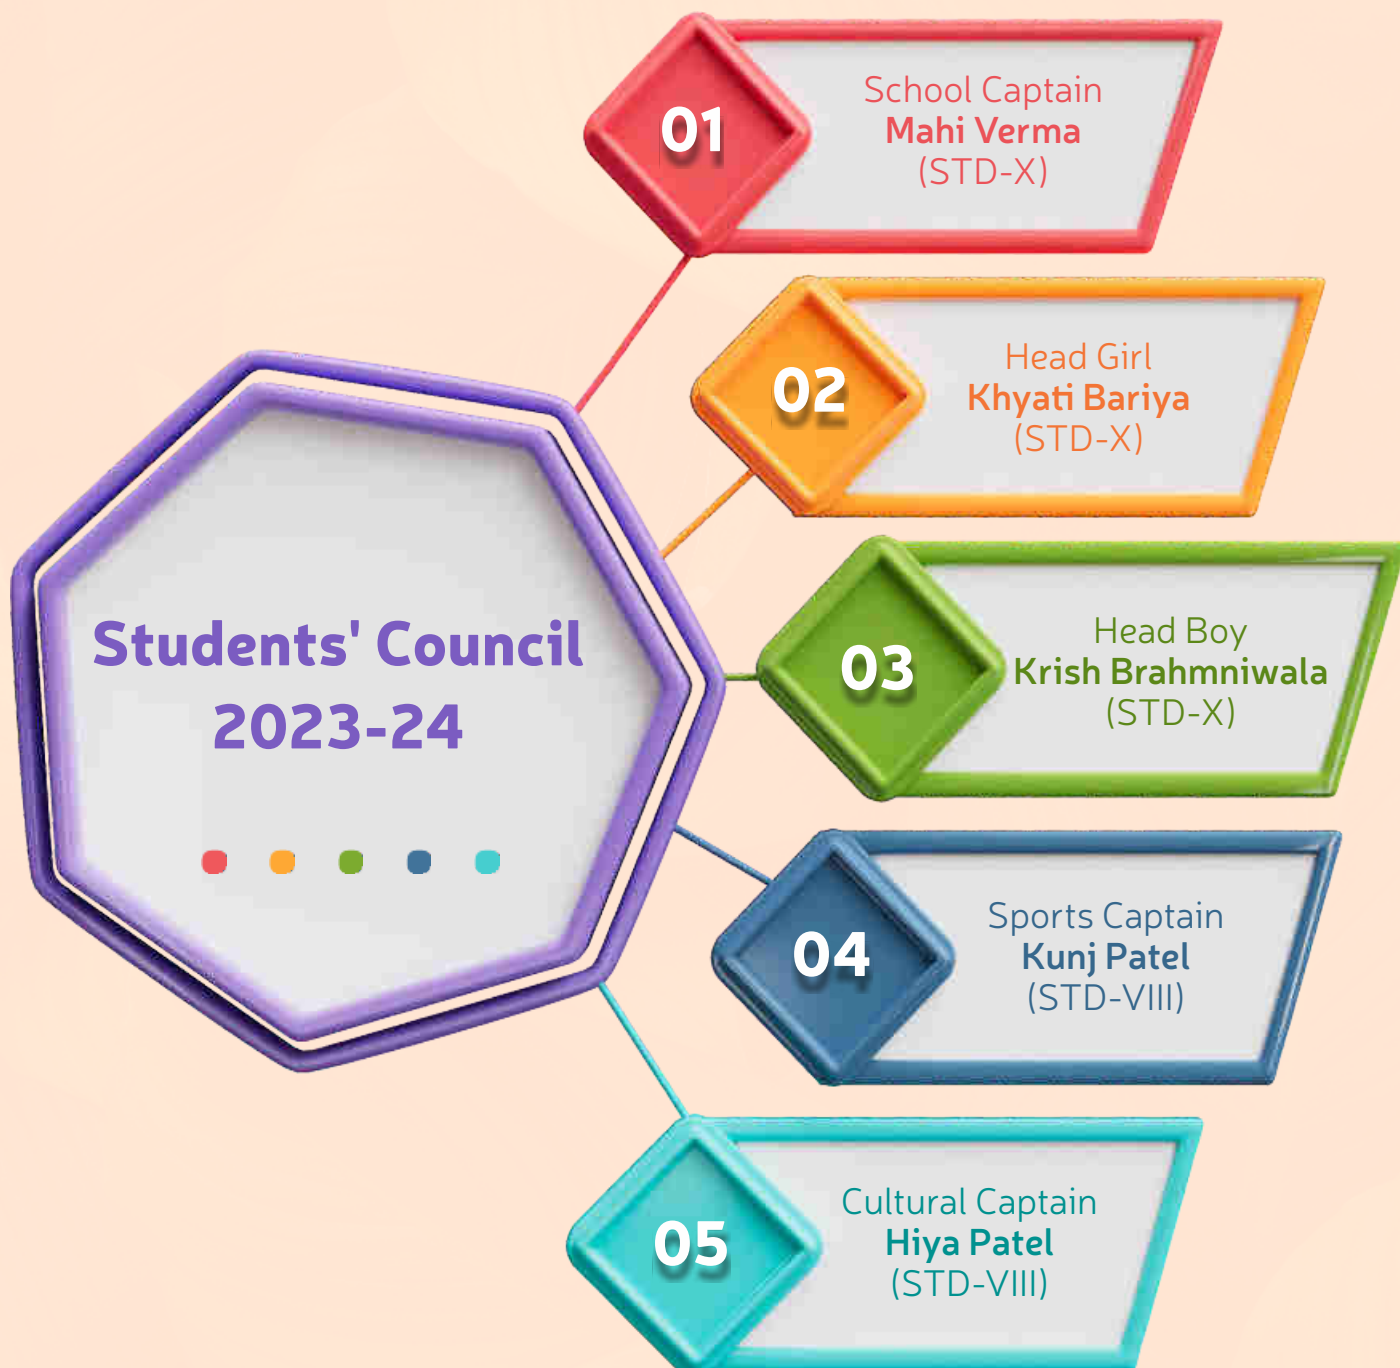 Students' Council
2023-24
01
School Captain
Mahi Verma
(STD-X)
02
Head Girl
Khyati Bariya
(STD-X)
03
Head Boy
Krish Brahmniwala
(STD-X)
04
Sports Captain
Kunj Patel
(STD-VIII)
05
Cultural Captain
Hiya Patel
(STD-VIII)